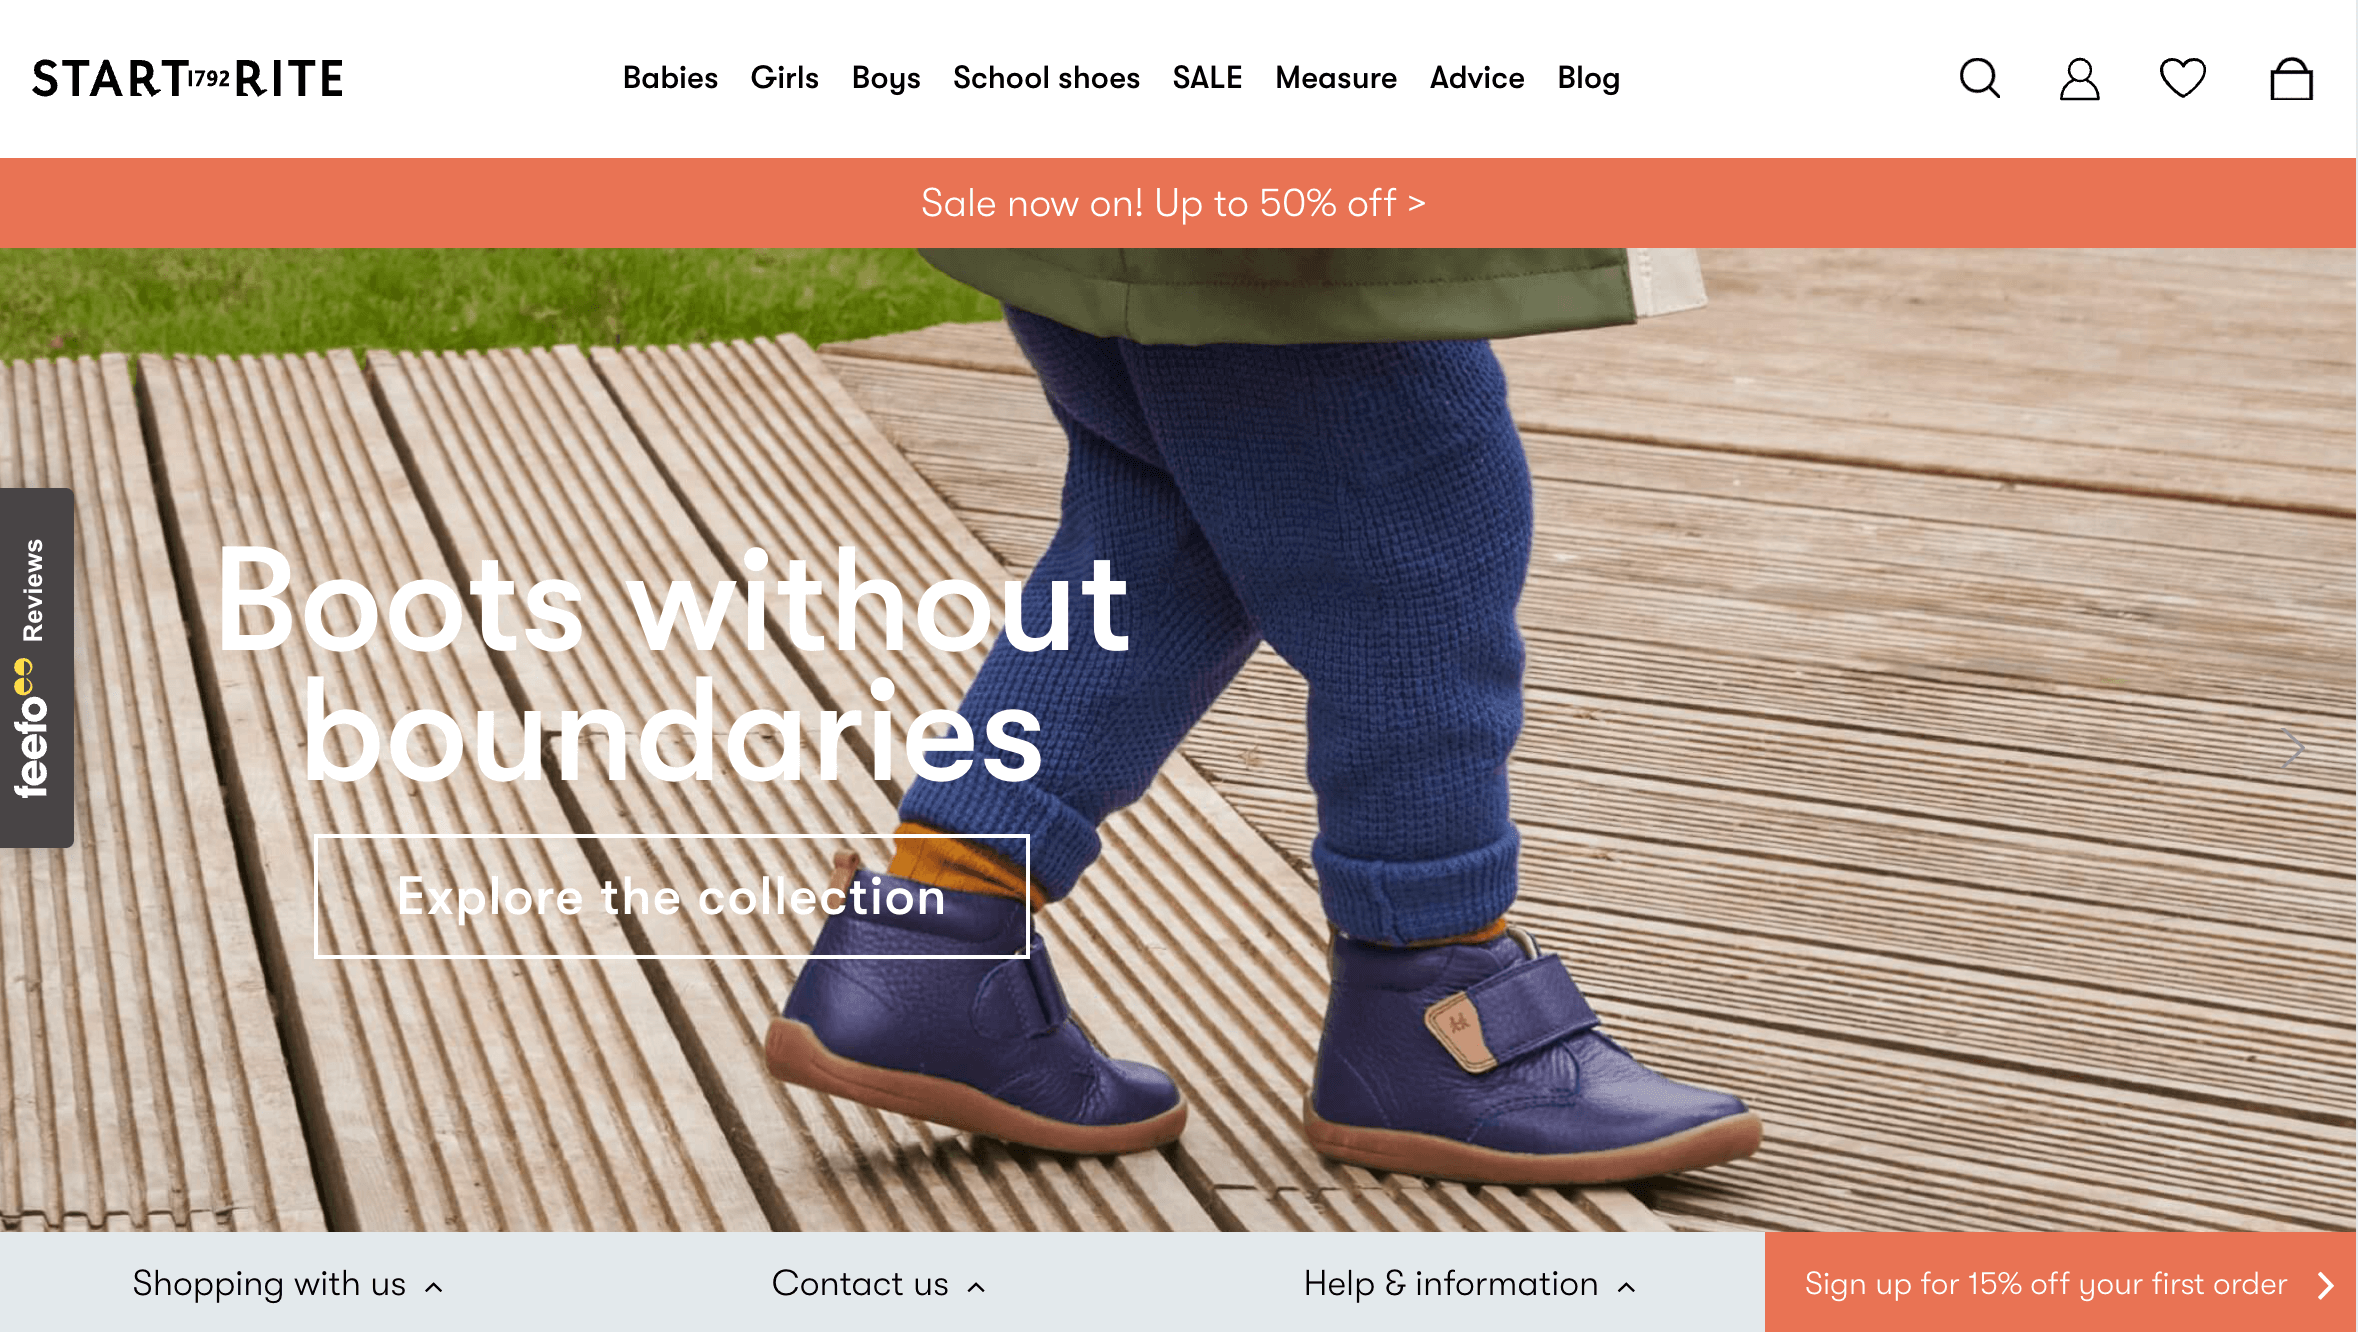 START 1792 RITE
Babies Girls Boys School shoes SALE Measure Advice Blog
Sale now on! Up to 50% off >
Boots without
boundaries
Explore the collection
feefo Reviews
Shopping with us
Contact us
Help & information
Sign up for 15% off your first order